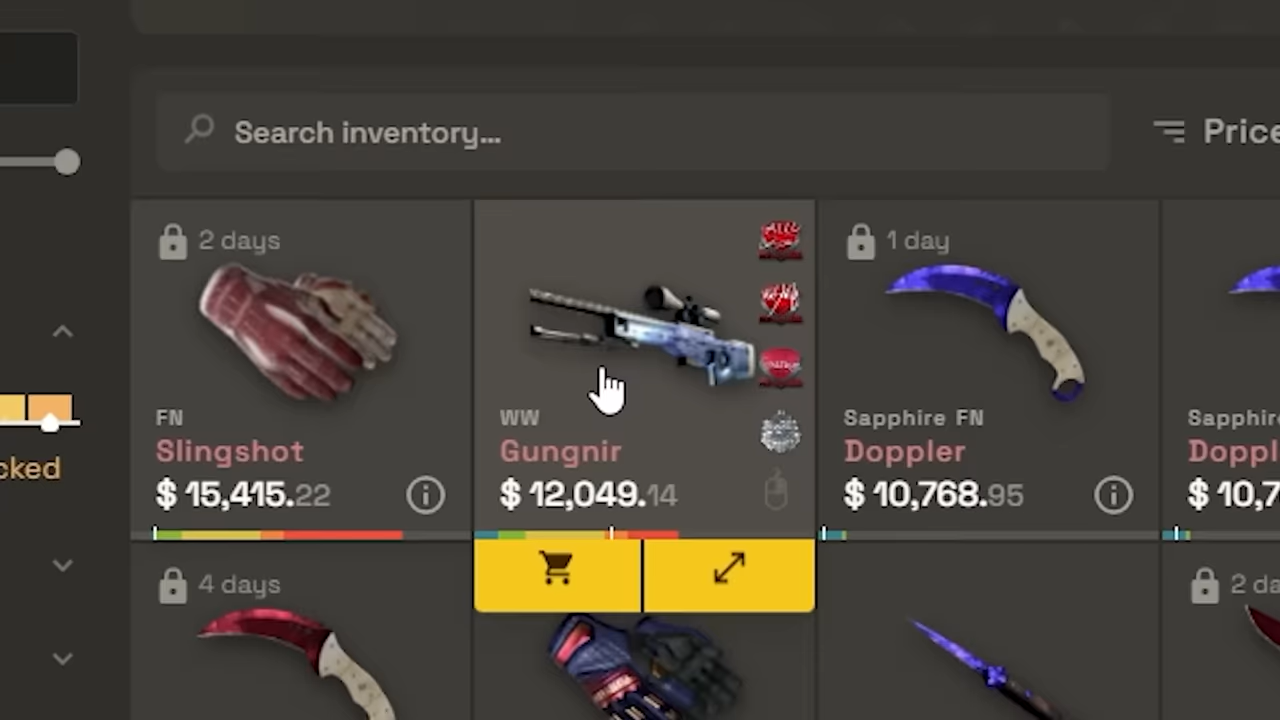 Search inventory...
Price
2 days
FN
Slingshot
$ 15,415.22
WW
Gungnir
$ 12,049.14
1 day
Sapphire FN
Doppler
$ 10,768.95
Sapphir
Doppl
$ 10,7
cked
4 days
2 da